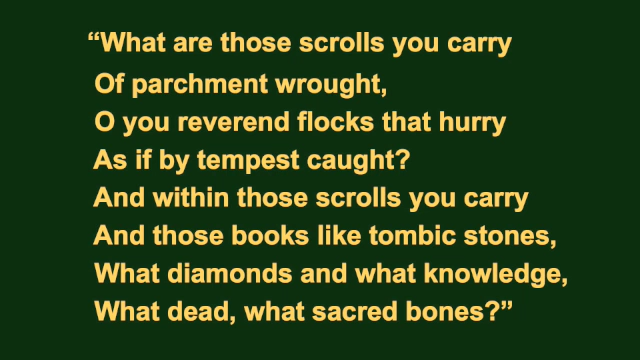 “What are those scrolls you carry
Of parchment wrought,
O you reverend flocks that hurry
As if by tempest caught?
And within those scrolls you carry
And those books like tombic stones,
What diamonds and what knowledge,
What dead, what sacred bones?”